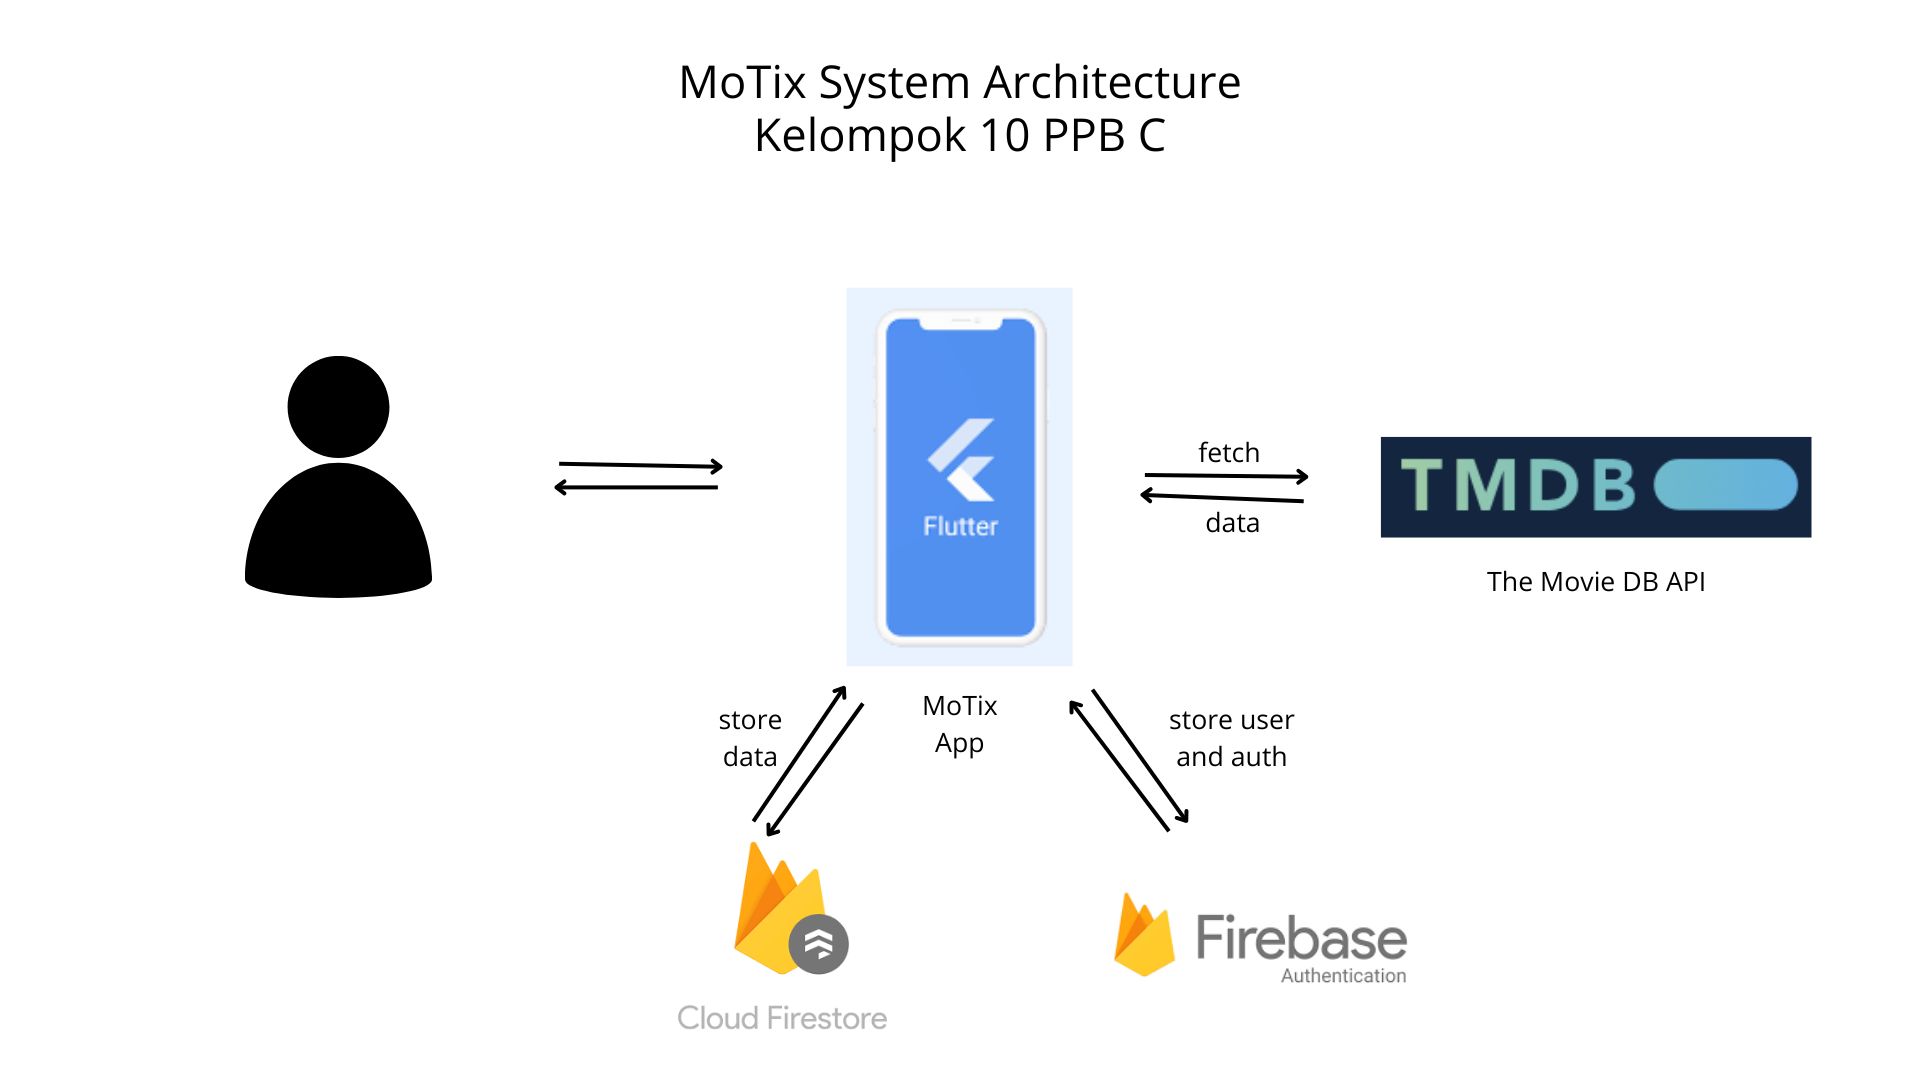 MoTix System Architecture
Kelompok 10 PPB C
Flutter
fetch
data
TMDB
The Movie DB API
MoTix
App
store
data
store user
and auth
Cloud Firestore
Firebase
Authentication